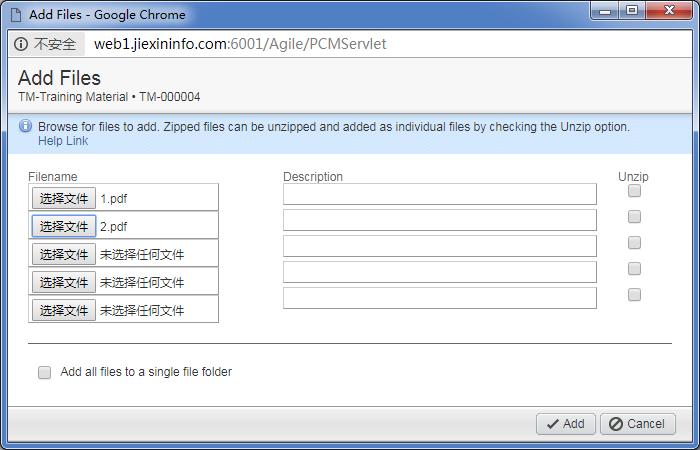 Add Files - Google Chrome
不安全 web1.jiexininfo.com:6001/Agile/PCMServlet
Add Files
TM-Training Material • TM-000004
Browse for files to add. Zipped files can be unzipped and added as individual files by checking the Unzip option.
Help Link
Filename Description Unzip
选择文件 1.pdf
选择文件 2.pdf
选择文件 未选择任何文件
选择文件 未选择任何文件
选择文件 未选择任何文件
Add all files to a single file folder
Add Cancel